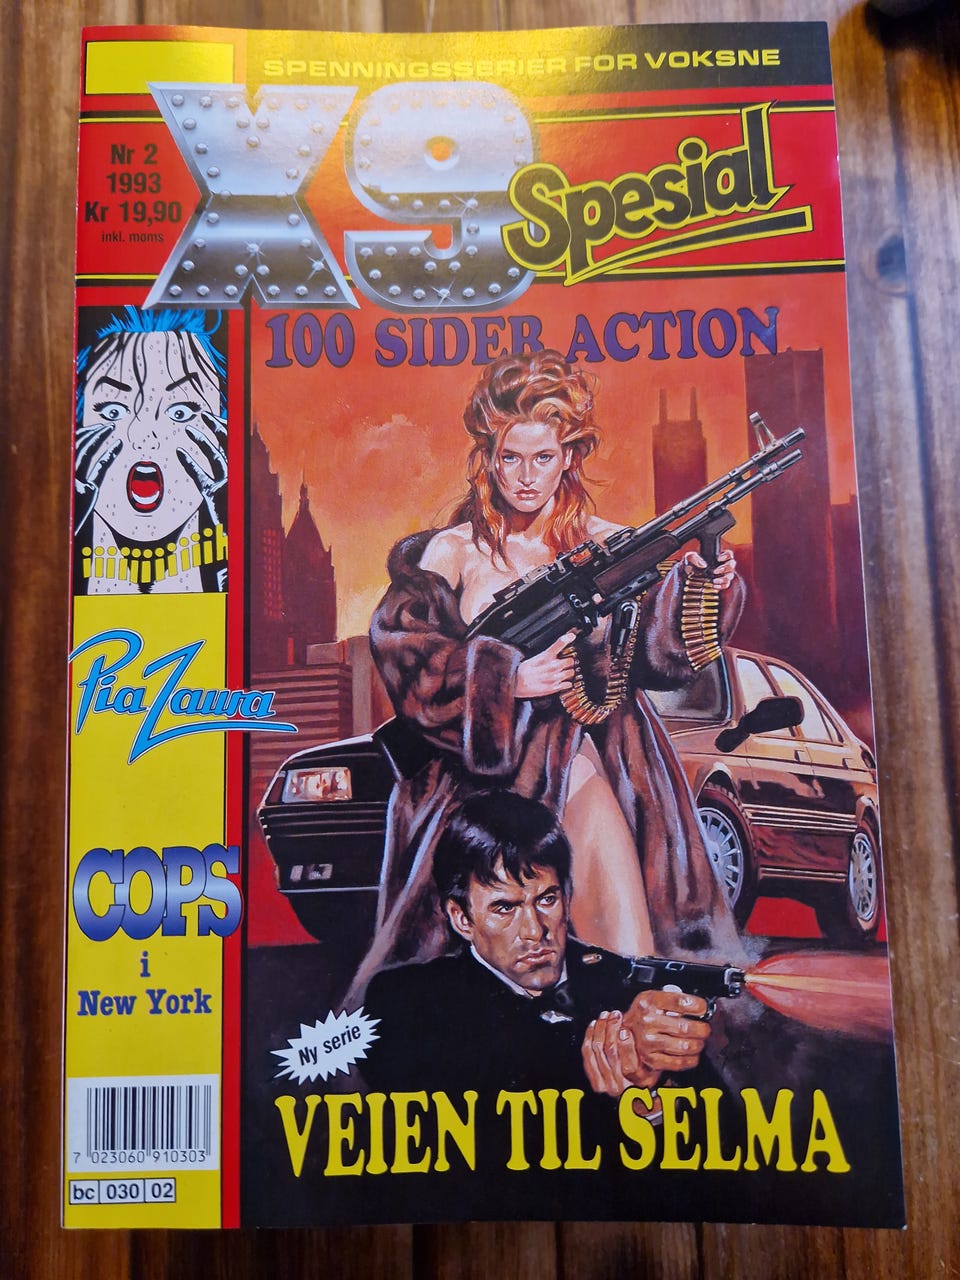 SPENNINGSSERIER FOR VOKSNE
X9
Spesial
Nr 2
1993
Kr 19,90
inkl. moms
100 SIDER ACTION
iiiiiiiiiih
Pia Zawa
COPS
i
New York
Ny serie
VEIEN TIL SELMA
7 023060 910303
bc 030 02